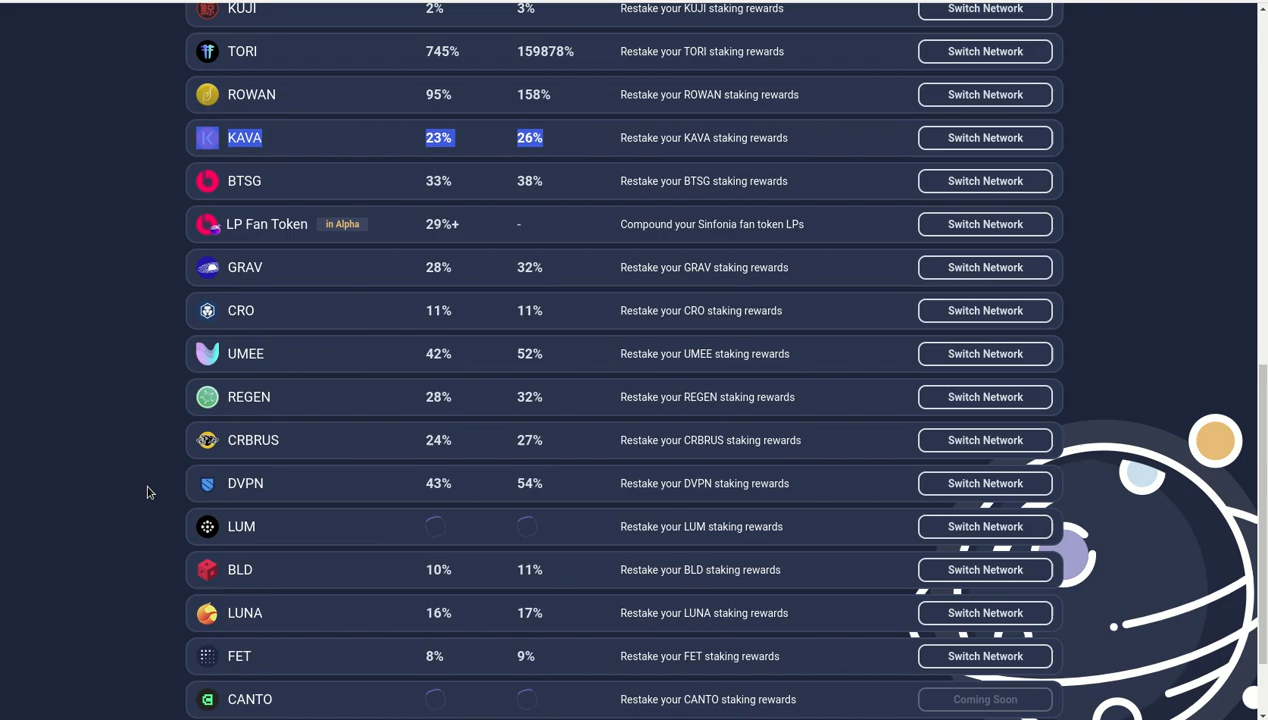 KUJI 2% 3% Restake your KUJI staking rewards Switch Network
TORI 745% 159878% Restake your TORI staking rewards Switch Network
ROWAN 95% 158% Restake your ROWAN staking rewards Switch Network
KAVA 23% 26% Restake your KAVA staking rewards Switch Network
BTSG 33% 38% Restake your BTSG staking rewards Switch Network
LP Fan Token in Alpha 29%+ - Compound your Sinfonia fan token LPs Switch Network
GRAV 28% 32% Restake your GRAV staking rewards Switch Network
CRO 11% 11% Restake your CRO staking rewards Switch Network
UMEE 42% 52% Restake your UMEE staking rewards Switch Network
REGEN 28% 32% Restake your REGEN staking rewards Switch Network
CRBRUS 24% 27% Restake your CRBRUS staking rewards Switch Network
DVPN 43% 54% Restake your DVPN staking rewards Switch Network
LUM Restake your LUM staking rewards Switch Network
BLD 10% 11% Restake your BLD staking rewards Switch Network
LUNA 16% 17% Restake your LUNA staking rewards Switch Network
FET 8% 9% Restake your FET staking rewards Switch Network
CANTO Restake your CANTO staking rewards Coming Soon